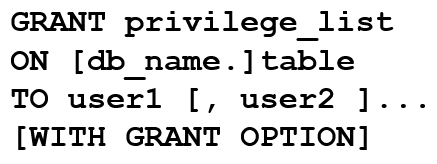 GRANT privilege_list
ON [db_name.]table
TO user1 [, user2 ]...
[WITH GRANT OPTION]